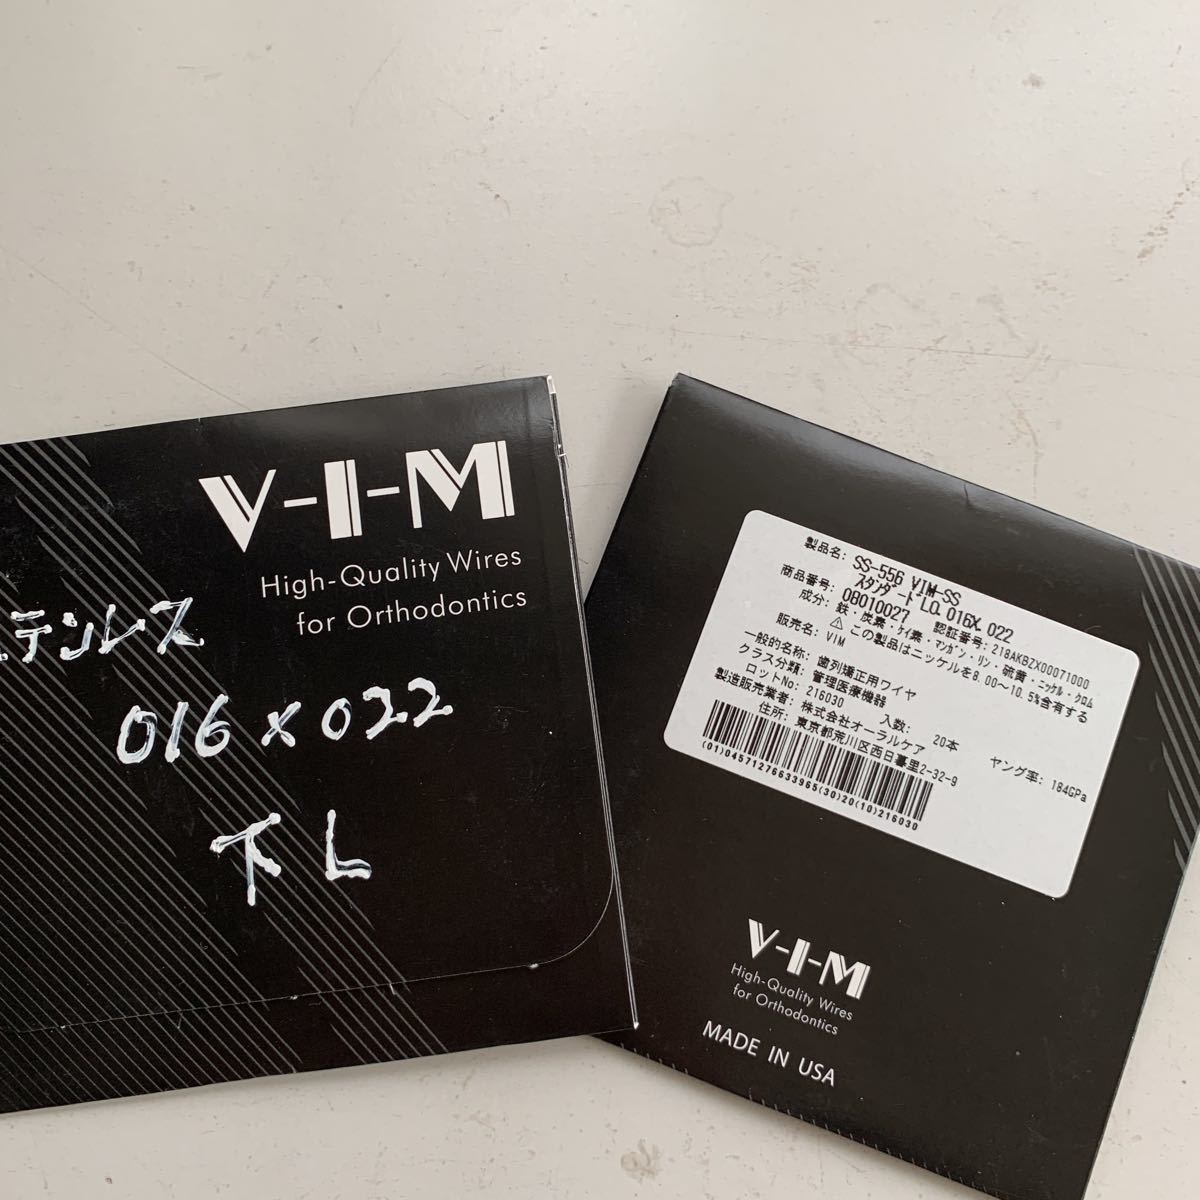 V-I-M
High-Quality Wires
for Orthodontics
テンレス
016×022
下L
製品名: SS-556 VIM-SS
スタンダード LO .016X.022
商品番号: 08010027 認証番号: 218AKBZX00071000
成分: 鉄・炭素・ケイ素・マンガン・リン・硫黄・ニッケル・クロム
⚠ この製品はニッケルを8.00〜10.5%含有する
販売名: VIM
一般的名称: 歯列矯正用ワイヤ
クラス分類: 管理医療機器
ロットNo: 216030 入数: 20本 ヤング率: 184GPa
製造販売業者: 株式会社オーラルケア
住所: 東京都荒川区西日暮里2-32-9
(01)04571276633965(30)20(10)216030
V-I-M
High-Quality Wires
for Orthodontics
MADE IN USA